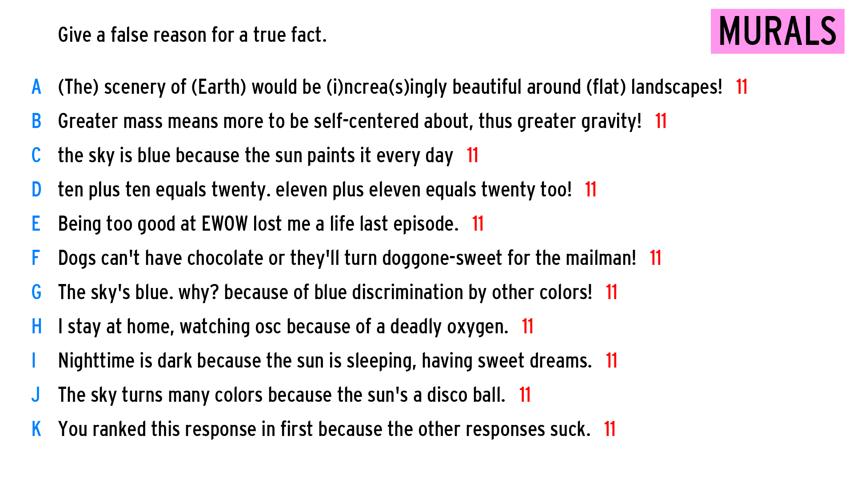 Give a false reason for a true fact.
MURALS
A (The) scenery of (Earth) would be (i)ncrea(s)ingly beautiful around (flat) landscapes! 11
B Greater mass means more to be self-centered about, thus greater gravity! 11
C the sky is blue because the sun paints it every day 11
D ten plus ten equals twenty. eleven plus eleven equals twenty too! 11
E Being too good at EWOW lost me a life last episode. 11
F Dogs can't have chocolate or they'll turn doggone-sweet for the mailman! 11
G The sky's blue. why? because of blue discrimination by other colors! 11
H I stay at home, watching osc because of a deadly oxygen. 11
I Nighttime is dark because the sun is sleeping, having sweet dreams. 11
J The sky turns many colors because the sun's a disco ball. 11
K You ranked this response in first because the other responses suck. 11